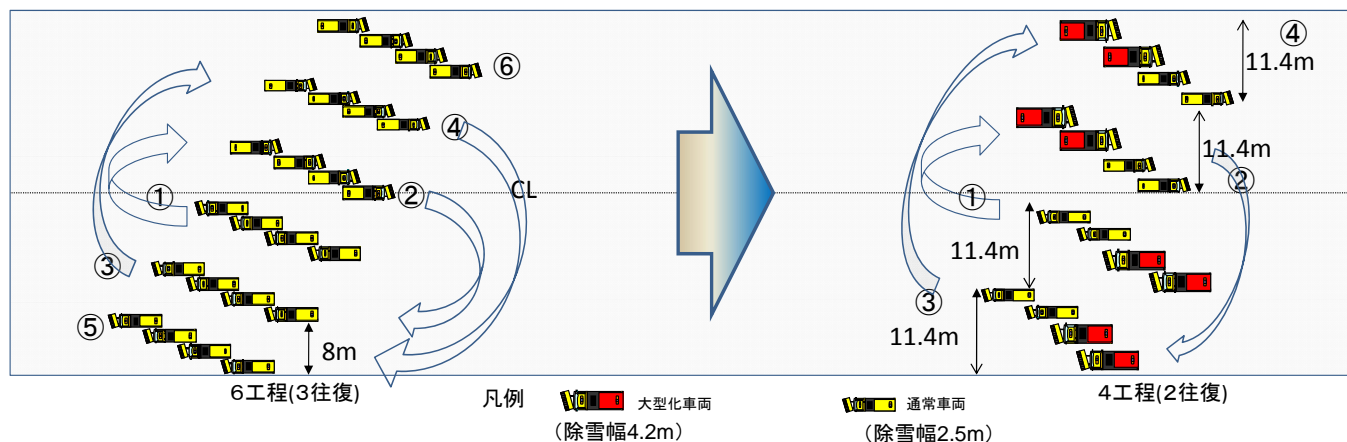 ⑥
④
②
CL
①
③
⑤
8m
6工程(3往復)
④
11.4m
11.4m
②
①
11.4m
③
11.4m
4工程(2往復)
凡例
大型化車両
（除雪幅4.2m）
通常車両
（除雪幅2.5m）